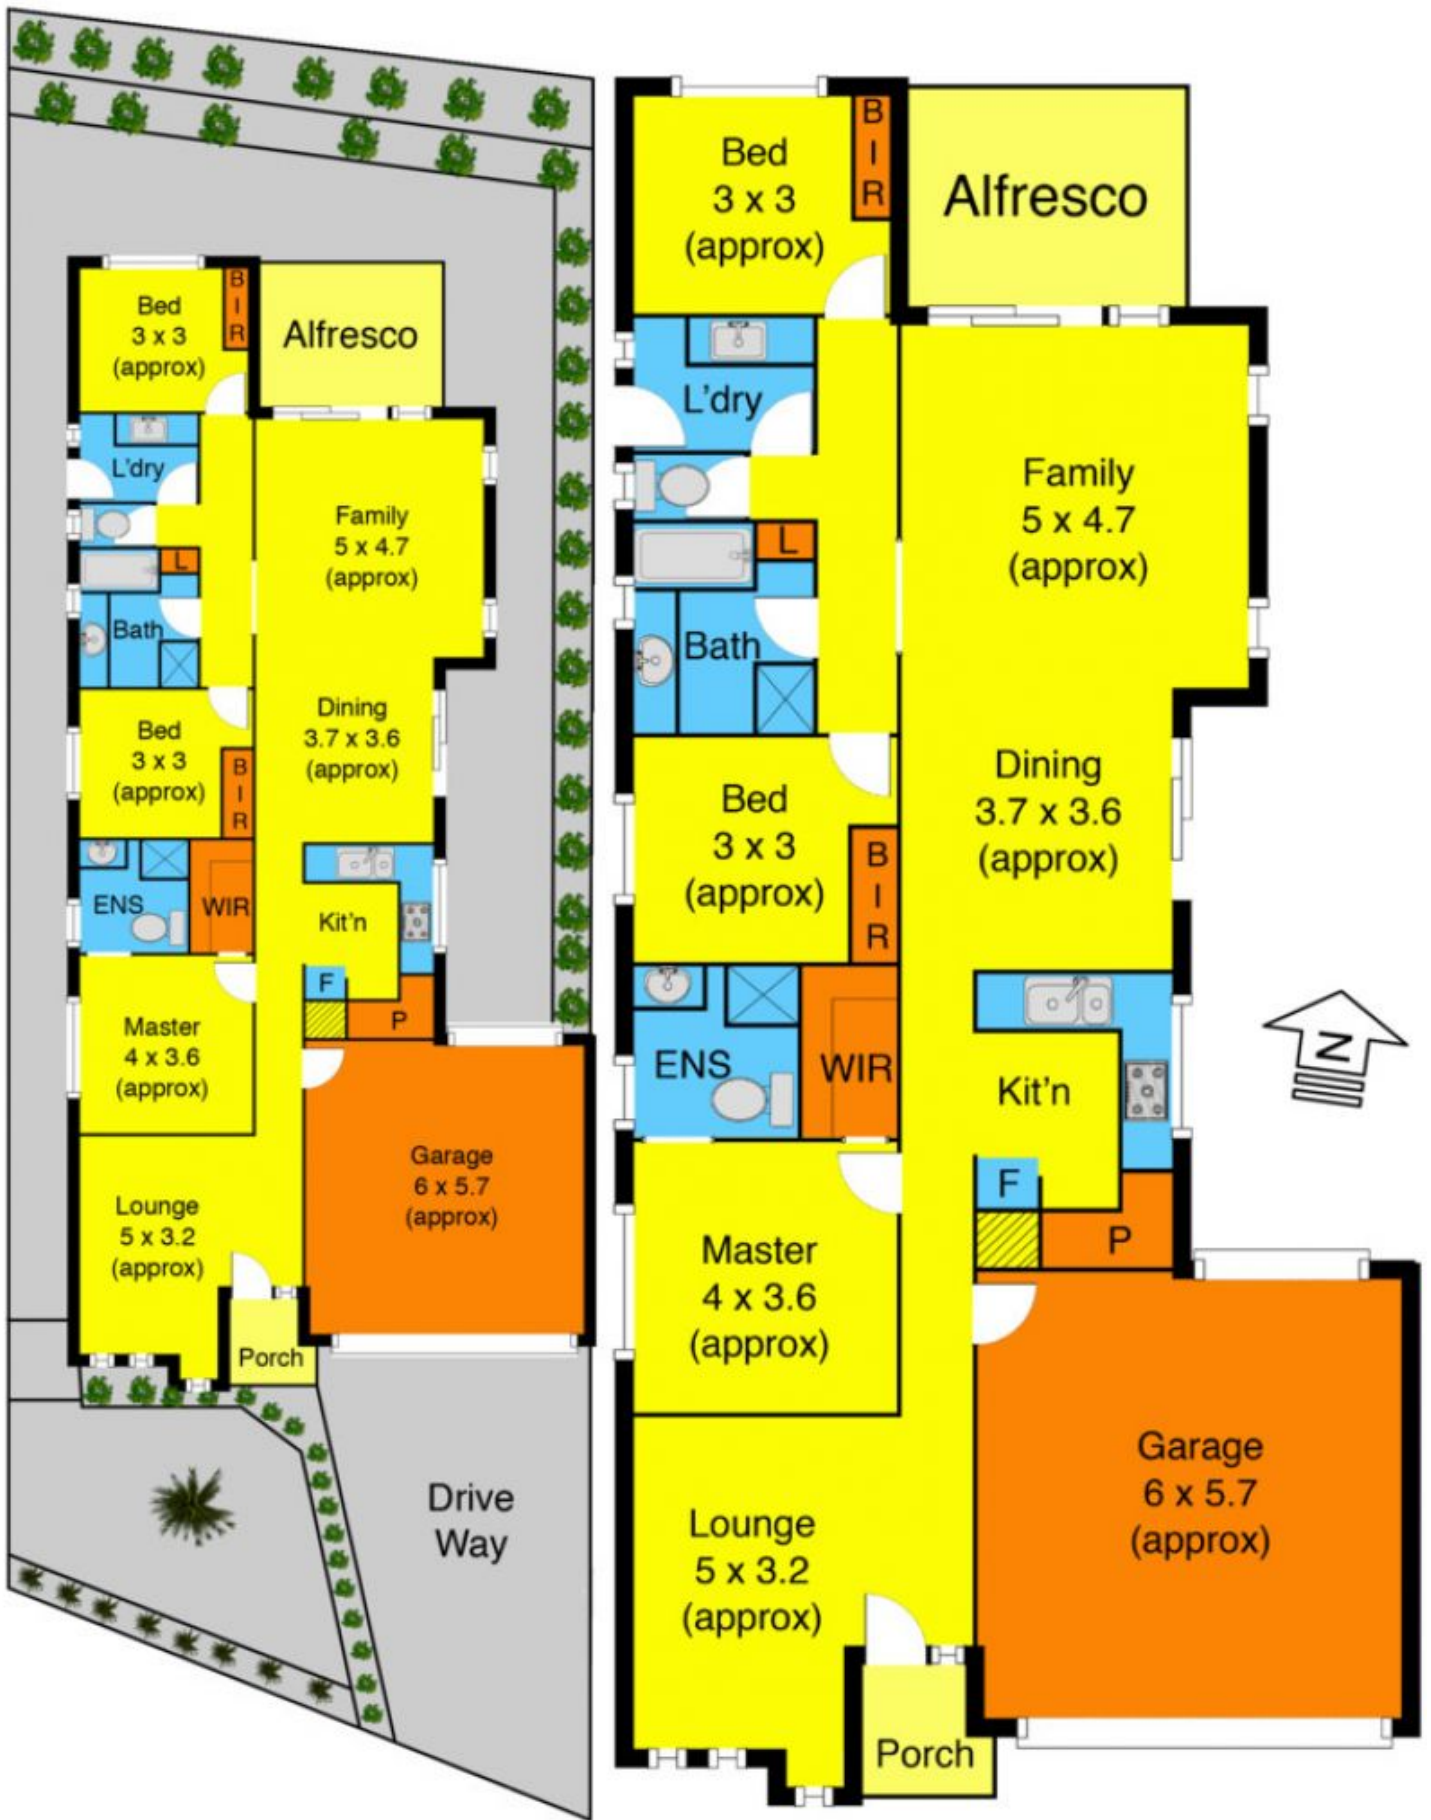 Bed
3 x 3
(approx)
B
I
R
Alfresco
L'dry
Family
5 x 4.7
(approx)
L
Bath
Dining
3.7 x 3.6
(approx)
Bed
3 x 3
(approx)
B
I
R
ENS
WIR
Kit'n
F
P
Master
4 x 3.6
(approx)
Garage
6 x 5.7
(approx)
Lounge
5 x 3.2
(approx)
Porch
Drive
Way
Bed
3 x 3
(approx)
B
I
R
Alfresco
L'dry
Family
5 x 4.7
(approx)
L
Bath
Dining
3.7 x 3.6
(approx)
Bed
3 x 3
(approx)
B
I
R
ENS
WIR
Kit'n
F
P
N
Master
4 x 3.6
(approx)
Garage
6 x 5.7
(approx)
Lounge
5 x 3.2
(approx)
Porch